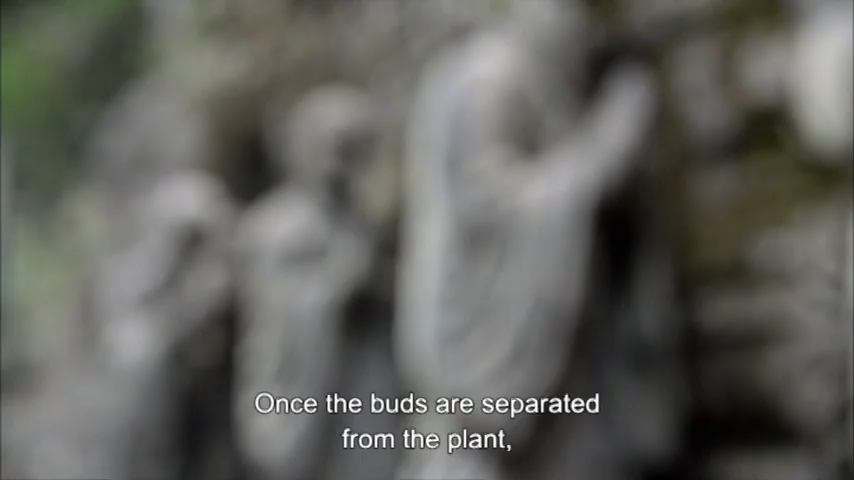 Once the buds are separated
from the plant,